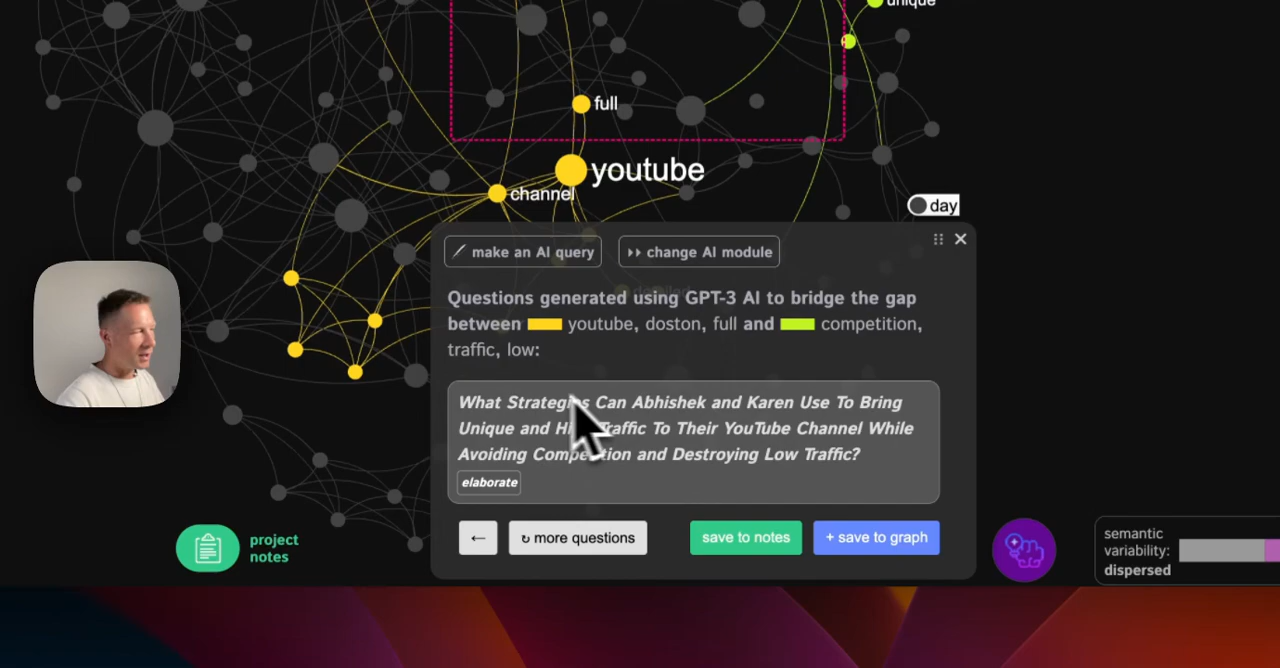 unique
full
youtube
channel
day
make an AI query
change AI module
Questions generated using GPT-3 AI to bridge the gap
between youtube, doston, full and competition,
traffic, low:
What Strategies Can Abhishek and Karen Use To Bring
Unique and Traffic To Their YouTube Channel While
Avoiding and Destroying Low Traffic?
elaborate
← ↻ more questions save to notes + save to graph
project
notes
semantic
variability:
dispersed